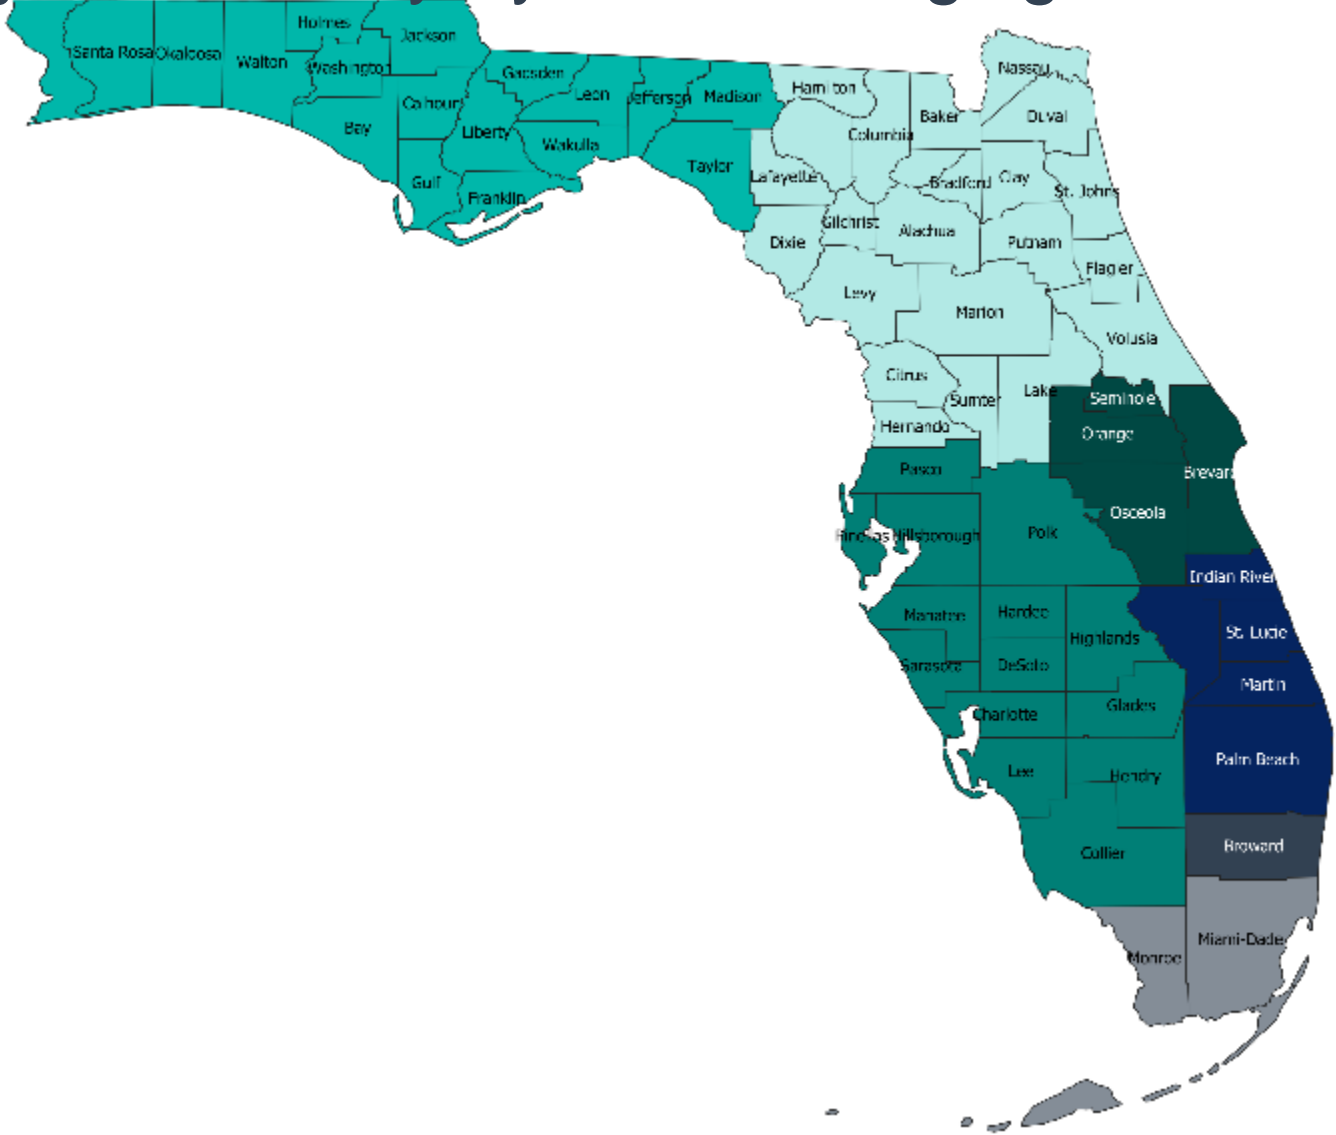 Holmes
Jackson
Santa Rosa
Okaloosa
Walton
Washington
Gadsden
Leon
Jefferson
Madison
Calhoun
Bay
Liberty
Wakulla
Taylor
Gulf
Franklin
Nassau
Hamilton
Baker
Duval
Columbia
Lafayette
Bradford
Clay
St. Johns
Gilchrist
Alachua
Dixie
Putnam
Flagler
Levy
Marion
Volusia
Citrus
Lake
Sumter
Seminole
Hernando
Orange
Pasco
Brevard
Osceola
Polk
Pinellas
Hillsborough
Indian River
Manatee
Hardee
Highlands
St. Lucie
Sarasota
DeSoto
Martin
Charlotte
Glades
Lee
Hendry
Palm Beach
Collier
Broward
Miami-Dade
Monroe